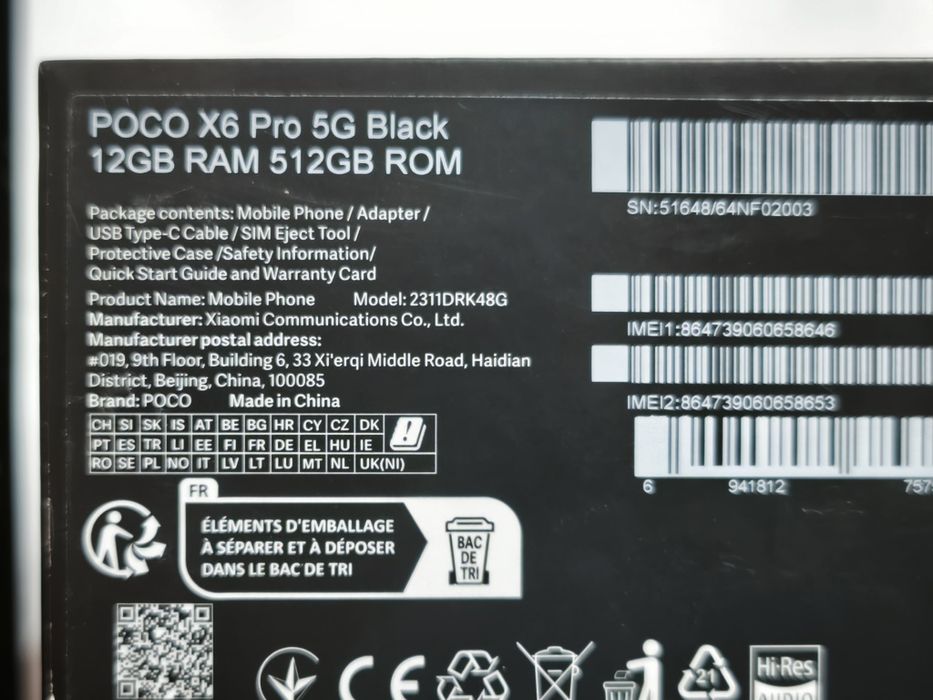 POCO X6 Pro 5G Black
12GB RAM 512GB ROM
Package contents: Mobile Phone / Adapter /
USB Type-C Cable / SIM Eject Tool /
Protective Case /Safety Information/
Quick Start Guide and Warranty Card
Product Name: Mobile Phone Model: 2311DRK48G
Manufacturer: Xiaomi Communications Co., Ltd.
Manufacturer postal address:
#019, 9th Floor, Building 6, 33 Xi'erqi Middle Road, Haidian
District, Beijing, China, 100085
Brand: POCO Made in China
CH SI SK IS AT BE BG HR CY CZ DK
PT ES TR LI EE FI FR DE EL HU IE
RO SE PL NO IT LV LT LU MT NL UK(NI)
SN:51648/64NF02003
IMEI1:864739060658646
IMEI2:864739060658653
6 941812 757
FR
ÉLÉMENTS D'EMBALLAGE
À SÉPARER ET À DÉPOSER
DANS LE BAC DE TRI
BAC
DE
TRI
CE
21
Hi-Res
AUDIO